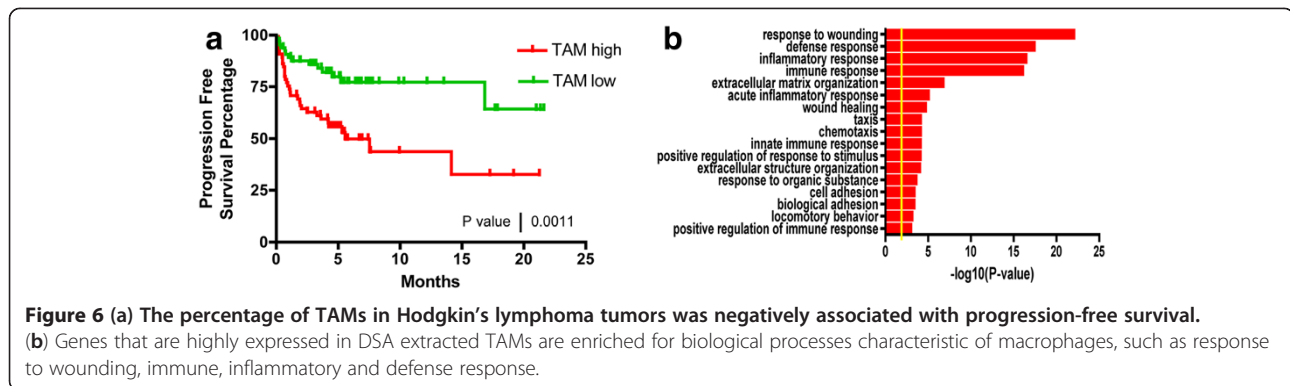 a
100
75
50
25
0
Progression Free
Survival Percentage
TAM high
TAM low
P value | 0.0011
0 5 10 15 20 25
Months
b
response to wounding
defense response
inflammatory response
immune response
extracellular matrix organization
acute inflammatory response
wound healing
taxis
chemotaxis
innate immune response
positive regulation of response to stimulus
extracellular structure organization
response to organic substance
cell adhesion
biological adhesion
locomotory behavior
positive regulation of immune response
0 5 10 15 20 25
-log10(P-value)
Figure 6 (a) The percentage of TAMs in Hodgkin's lymphoma tumors was negatively associated with progression-free survival.
(b) Genes that are highly expressed in DSA extracted TAMs are enriched for biological processes characteristic of macrophages, such as response
to wounding, immune, inflammatory and defense response.